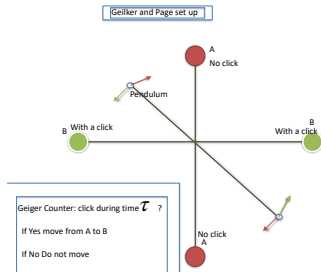 Geilker and Page set up
A
No click
Pendulum
B With a click
B
With a click
Geiger Counter: click during time τ ?
If Yes move from A to B
If No Do not move
No click
A